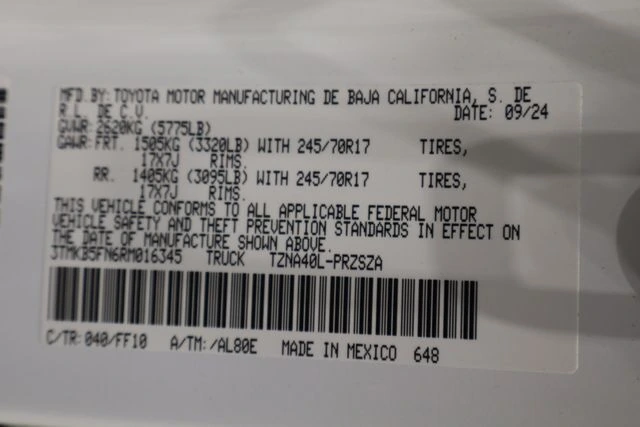 MFD.BY:TOYOTA MOTOR MANUFACTURING DE BAJA CALIFORNIA, S. DE
R.L. DE C.V. DATE: 09/24
GVWR:2620KG (5775LB)
GAWR:FRT. 1505KG (3320LB) WITH 245/70R17 TIRES,
17X7J RIMS.
RR. 1405KG (3095LB) WITH 245/70R17 TIRES,
17X7J RIMS.
THIS VEHICLE CONFORMS TO ALL APPLICABLE FEDERAL MOTOR
VEHICLE SAFETY AND THEFT PREVENTION STANDARDS IN EFFECT ON
THE DATE OF MANUFACTURE SHOWN ABOVE.
3TMKB5FN6RM016345 TRUCK TZNA40L-PRZSZA
C/TR:040/FF10 A/TM:/AL80E MADE IN MEXICO 648